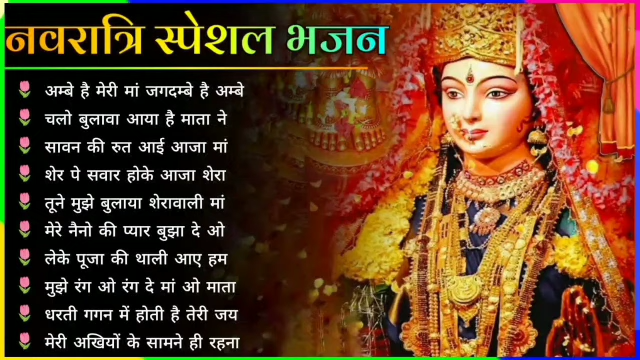 नवरात्रि स्पेशल भजन
अम्बे है मेरी मां जगदम्बे है अम्बे
चलो बुलावा आया है माता ने
सावन की रुत आई आजा मां
शेर पे सवार होके आजा शेरा
तूने मुझे बुलाया शेरावाली मां
मेरे नैनो की प्यार बुझा दे ओ
लेके पूजा की थाली आए हम
मुझे रंग ओ रंग दे मां ओ माता
धरती गगन में होती है तेरी जय
मेरी अखियों के सामने ही रहना